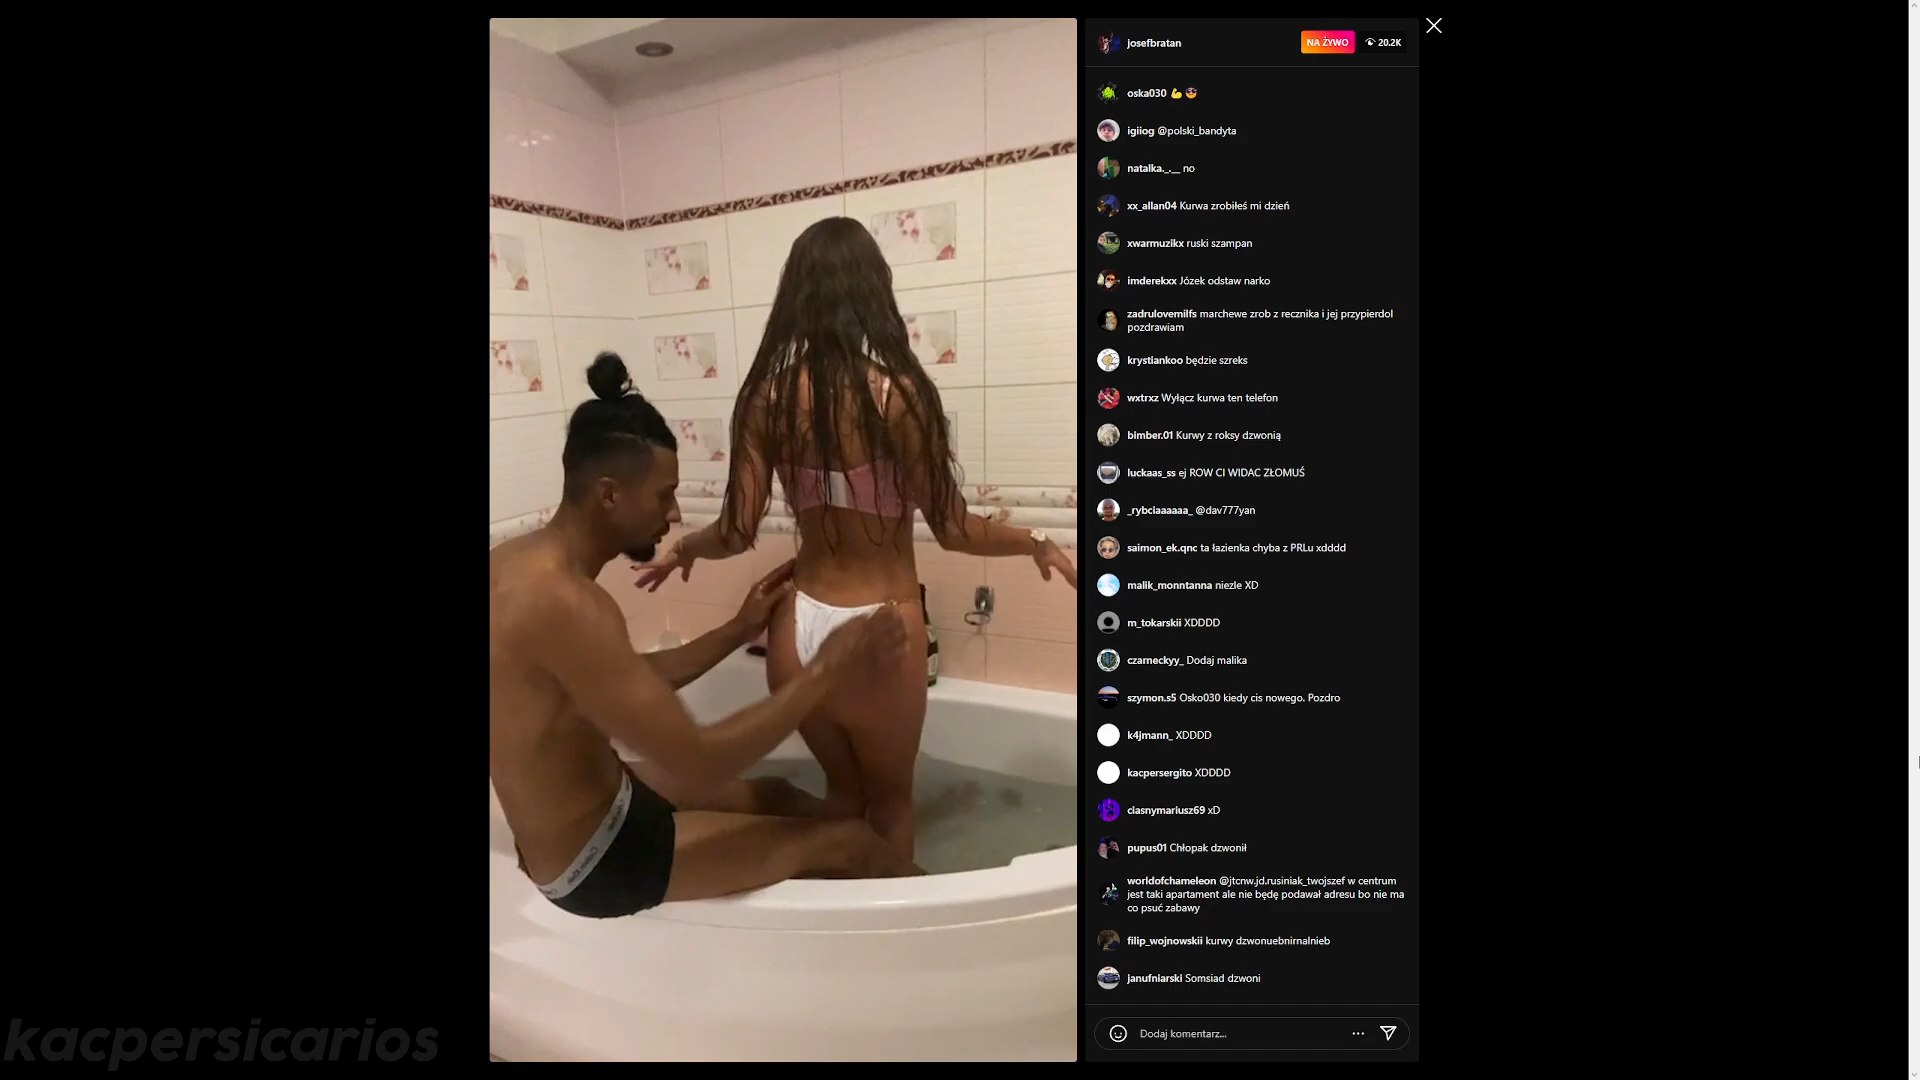 josefbratan
NA ŻYWO
20.2K
oska030 💪😎
igiiog @polski_bandyta
natalka._.__ no
xx_allan04 Kurwa zrobiłeś mi dzień
xwarmuzikx ruski szampan
imderekxx Józek odstaw narko
zadrulovemilfs marchewe zrob z recznika i jej przypierdol
pozdrawiam
krystiankoo będzie szreks
wxtrxz Wyłącz kurwa ten telefon
bimber.01 Kurwy z roksy dzwonią
luckaas_ss ej ROW CI WIDAC ZŁOMUŚ
_rybciaaaaaa_ @dav777yan
saimon_ek.qnc ta łazienka chyba z PRLu xdddd
malik_monntanna niezle XD
m_tokarskii XDDDD
czarneckyy_ Dodaj malika
szymon.s5 Osko030 kiedy cis nowego. Pozdro
k4jmann_ XDDDD
kacpersergito XDDDD
ciasnymariusz69 xD
pupus01 Chłopak dzwonił
worldofchameleon @jtcnw.jd.rusiniak_twojszef w centrum
jest taki apartament ale nie będę podawał adresu bo nie ma
co psuć zabawy
filip_wojnowskii kurwy dzwonuebnirnalnieb
janufniarski Somsiad dzwoni
Dodaj komentarz...
kacpersicarios